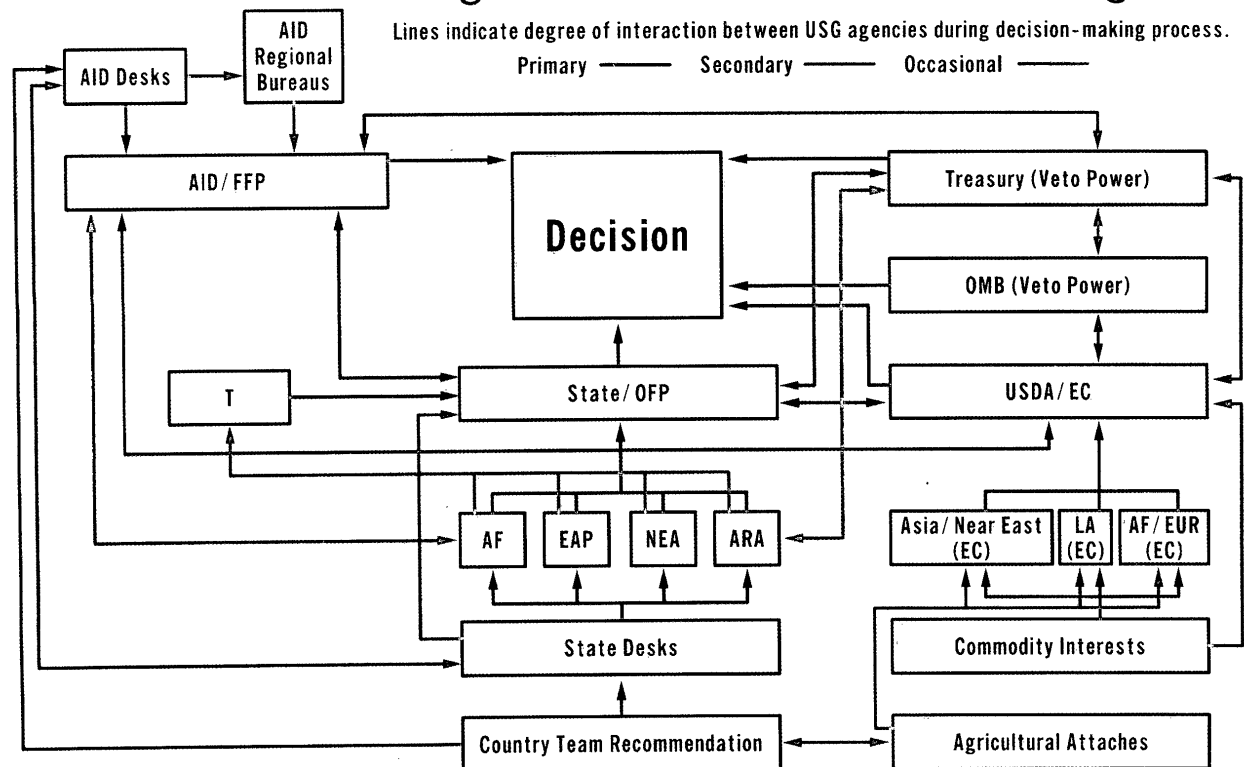 Lines indicate degree of interaction between USG agencies during decision-making process.
Primary Secondary Occasional
AID
Regional
Bureaus
AID Desks
AID/FFP
Decision
Treasury (Veto Power)
OMB (Veto Power)
T
State/OFP
USDA/EC
AF
EAP
NEA
ARA
Asia/Near East
(EC)
LA
(EC)
AF/EUR
(EC)
State Desks
Commodity Interests
Country Team Recommendation
Agricultural Attaches